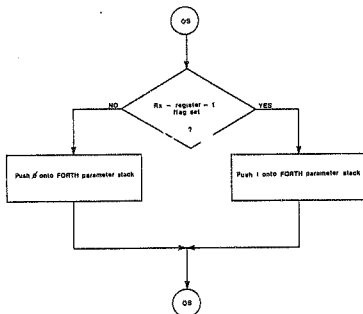 OS
Rx - register - 1
flag set
?
NO
YES
Push 0 onto FORTH parameter stack
Push 1 onto FORTH parameter stack
OS